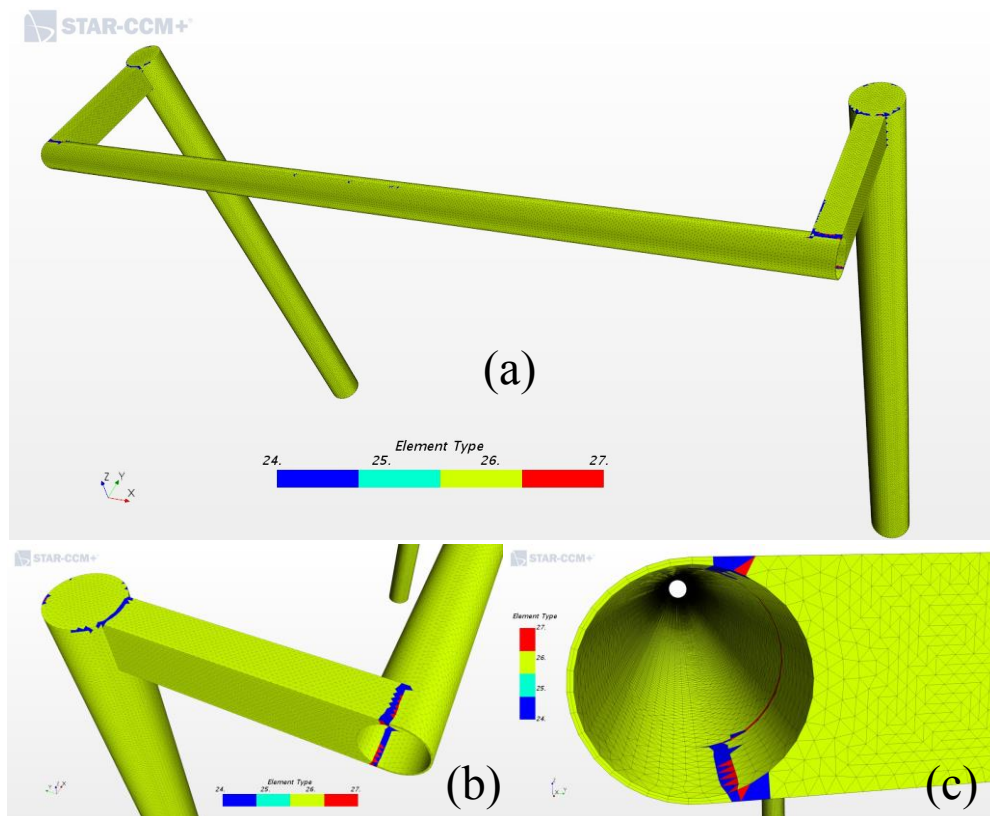 STAR-CCM+
(a)
Element Type
24. 25. 26. 27.
Z Y X
STAR-CCM+
24. 25. 26. 27.
Element Type
(b)
STAR-CCM+
Element Type
27.
26.
25.
24.
(c)